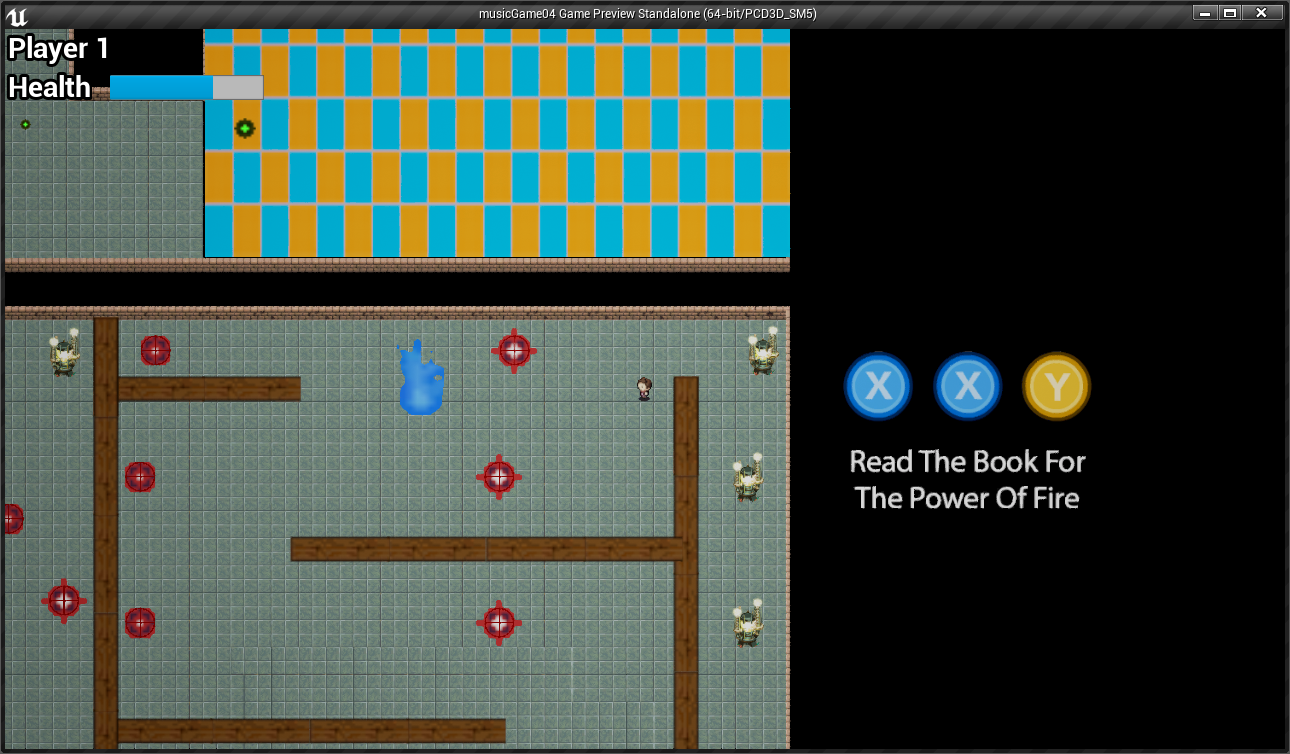 musicGame04 Game Preview Standalone (64-bit/PCD3D_SM5)
Player 1
Health
X X Y
Read The Book For
The Power Of Fire